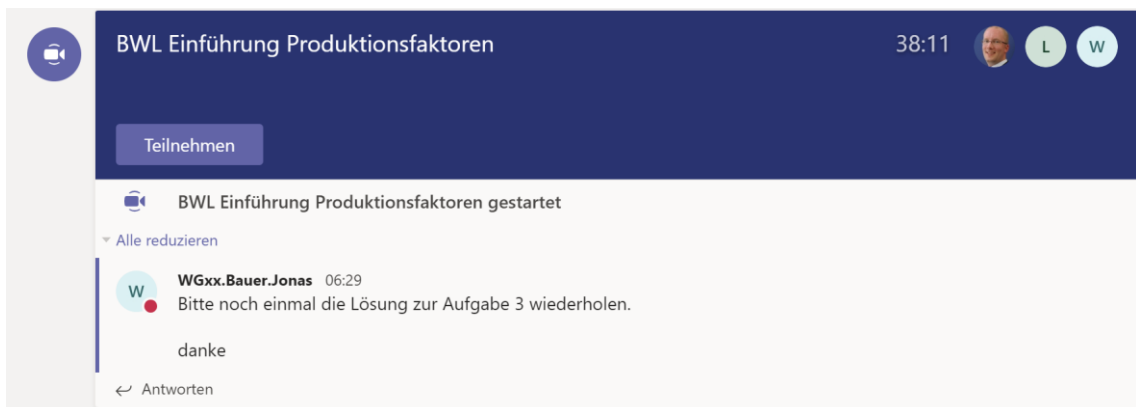 BWL Einführung Produktionsfaktoren
38:11
L
W
Teilnehmen
BWL Einführung Produktionsfaktoren gestartet
Alle reduzieren
W
WGxx.Bauer.Jonas 06:29
Bitte noch einmal die Lösung zur Aufgabe 3 wiederholen.
danke
Antworten